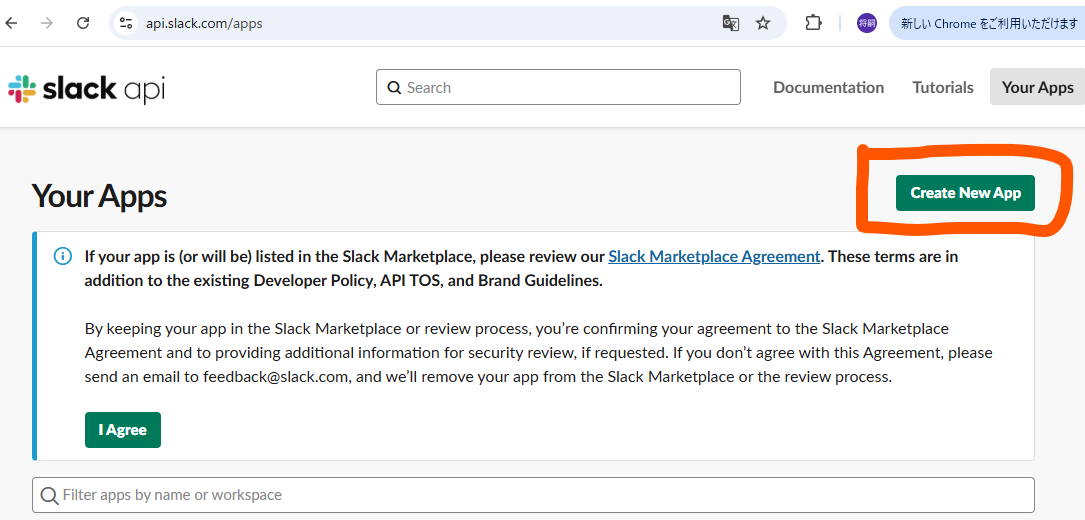 api.slack.com/apps
将嗣
新しい Chrome をご利用いただけます
slack api
Search
Documentation
Tutorials
Your Apps
Your Apps
Create New App
If your app is (or will be) listed in the Slack Marketplace, please review our Slack Marketplace Agreement. These terms are in
addition to the existing Developer Policy, API TOS, and Brand Guidelines.
By keeping your app in the Slack Marketplace or review process, you’re confirming your agreement to the Slack Marketplace
Agreement and to providing additional information for security review, if requested. If you don’t agree with this Agreement, please
send an email to feedback@slack.com, and we’ll remove your app from the Slack Marketplace or the review process.
I Agree
Filter apps by name or workspace